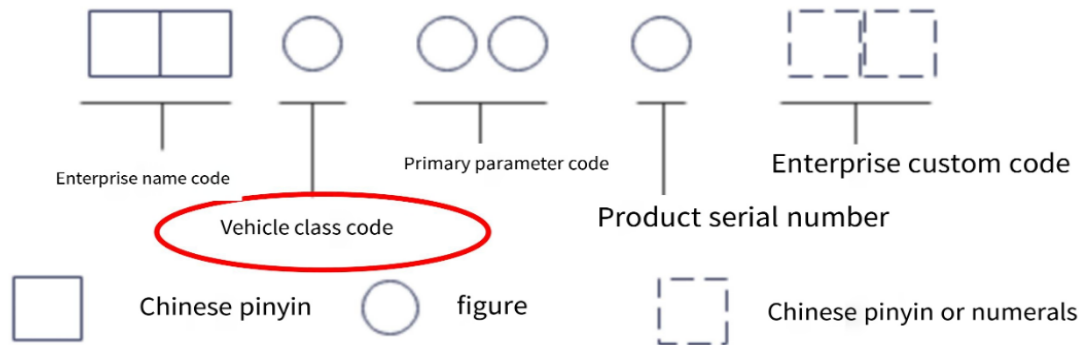 Enterprise name code
Primary parameter code
Enterprise custom code
Vehicle class code
Product serial number
Chinese pinyin
figure
Chinese pinyin or numerals